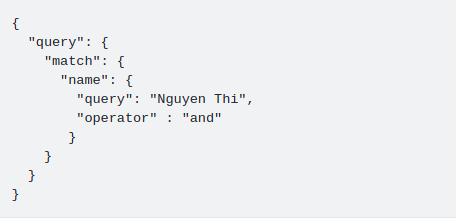 {
  "query": {
    "match": {
      "name": {
        "query": "Nguyen Thi",
        "operator" : "and"
       }
    }
  }
}